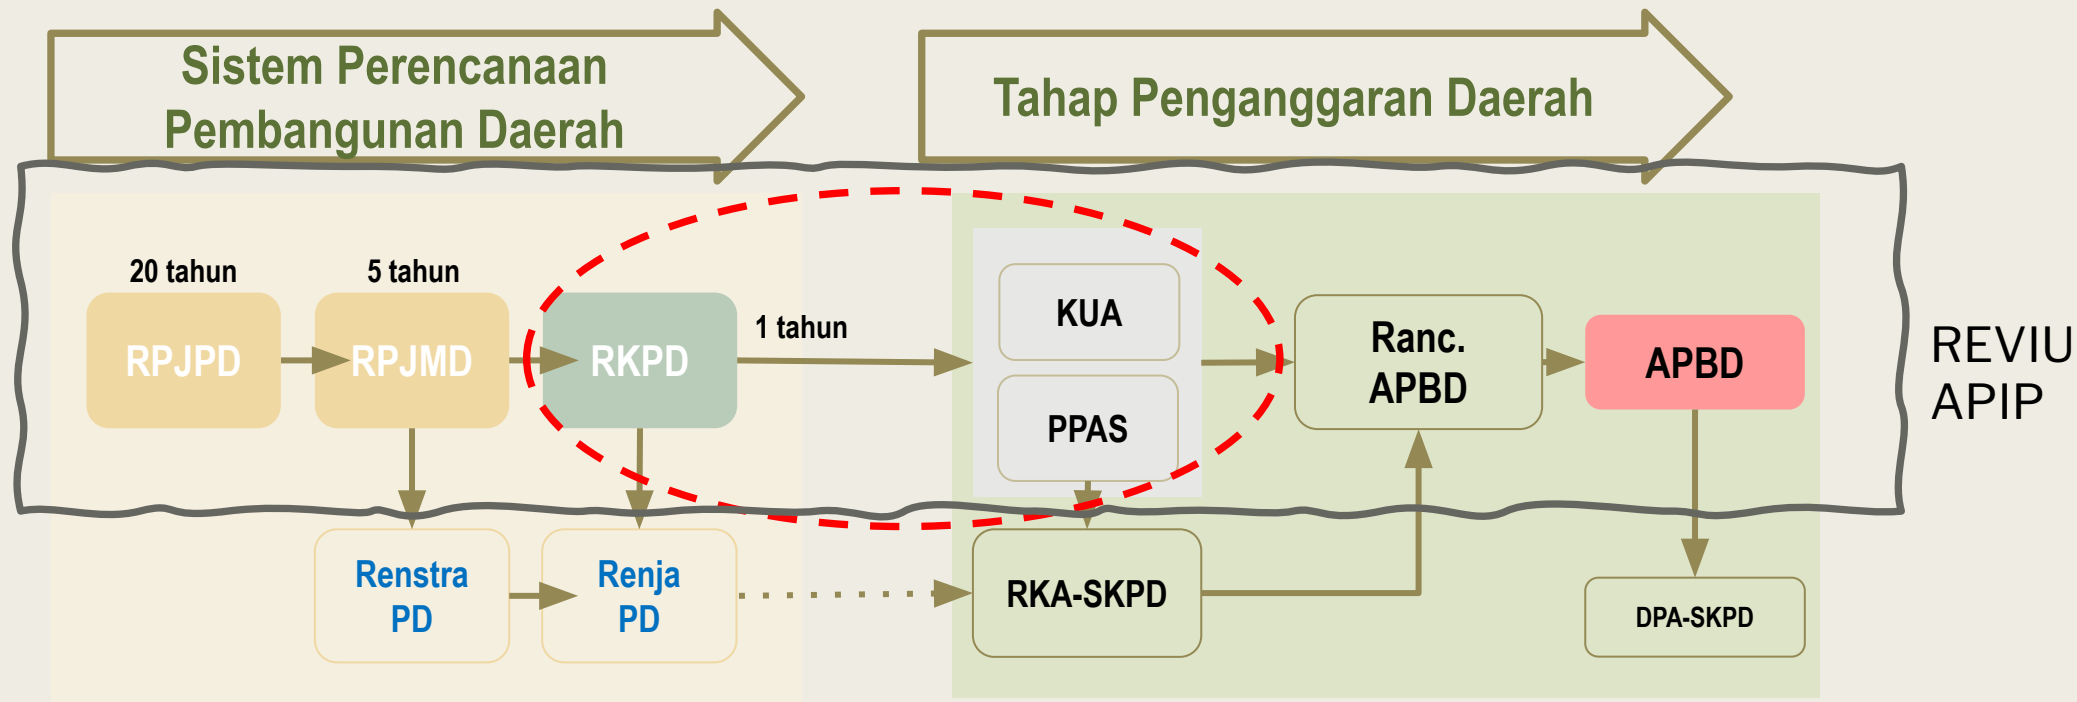 Sistem Perencanaan
Pembangunan Daerah
Tahap Penganggaran Daerah
20 tahun
5 tahun
RPJPD
RPJMD
RKPD
1 tahun
KUA
PPAS
Ranc.
APBD
APBD
REVIU
APIP
Renstra
PD
Renja
PD
RKA-SKPD
DPA-SKPD